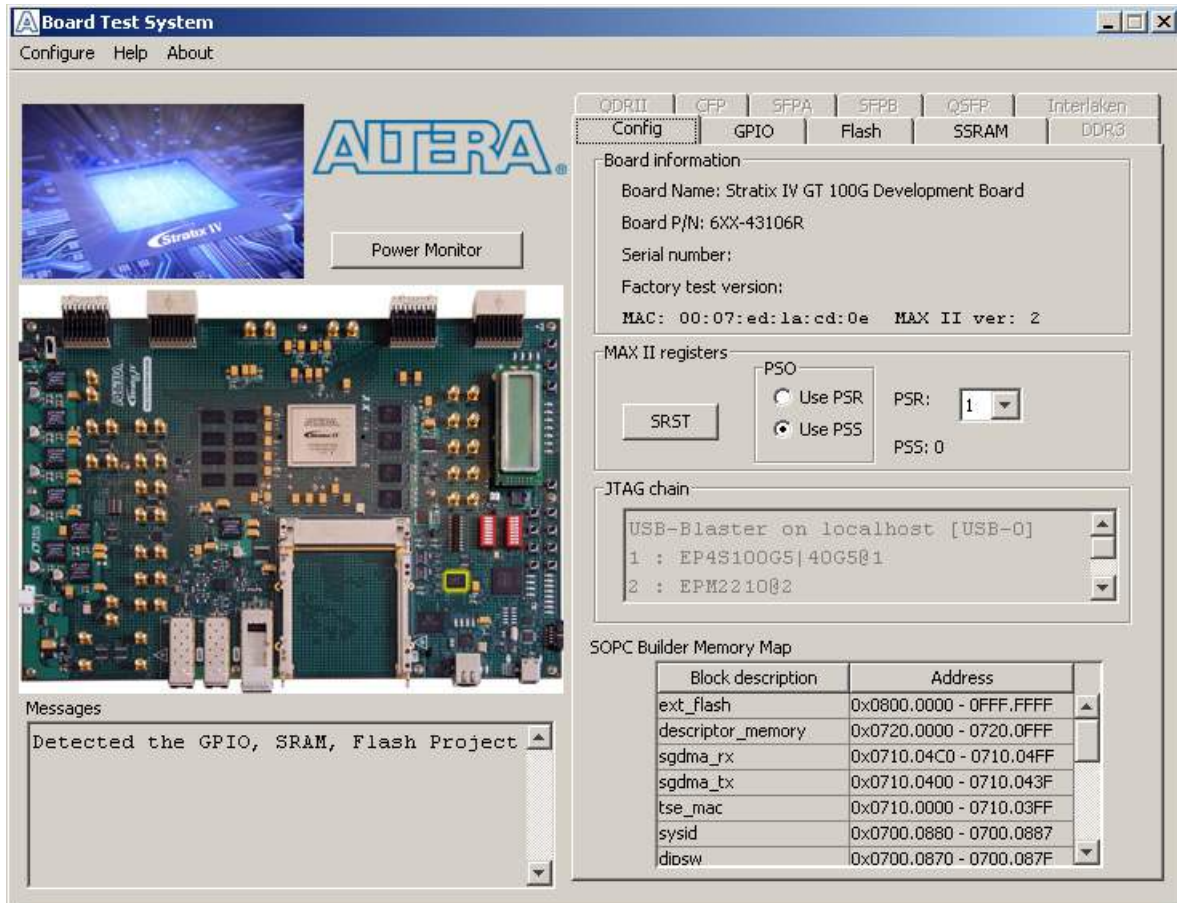 Board Test System
Configure Help About
Stratix IV
ALTERA®
Power Monitor
QDRII CFP SFPA SFPB QSFP Interlaken
Config GPIO Flash SSRAM DDR3
Board information
Board Name: Stratix IV GT 100G Development Board
Board P/N: 6XX-43106R
Serial number:
Factory test version:
MAC: 00:07:ed:1a:cd:0e MAX II ver: 2
MAX II registers
SRST
PSO
Use PSR
Use PSS
PSR: 1
PSS: 0
JTAG chain
USB-Blaster on localhost [USB-0]
1 : EP4S100G5|40G5@1
2 : EPM2210@2
SOPC Builder Memory Map
Block description Address
ext_flash 0x0800.0000 - 0FFF.FFFF
descriptor_memory 0x0720.0000 - 0720.0FFF
sgdma_rx 0x0710.04C0 - 0710.04FF
sgdma_tx 0x0710.0400 - 0710.043F
tse_mac 0x0710.0000 - 0710.03FF
sysid 0x0700.0880 - 0700.0887
dipsw 0x0700.0870 - 0700.087F
Messages
Detected the GPIO, SRAM, Flash Project